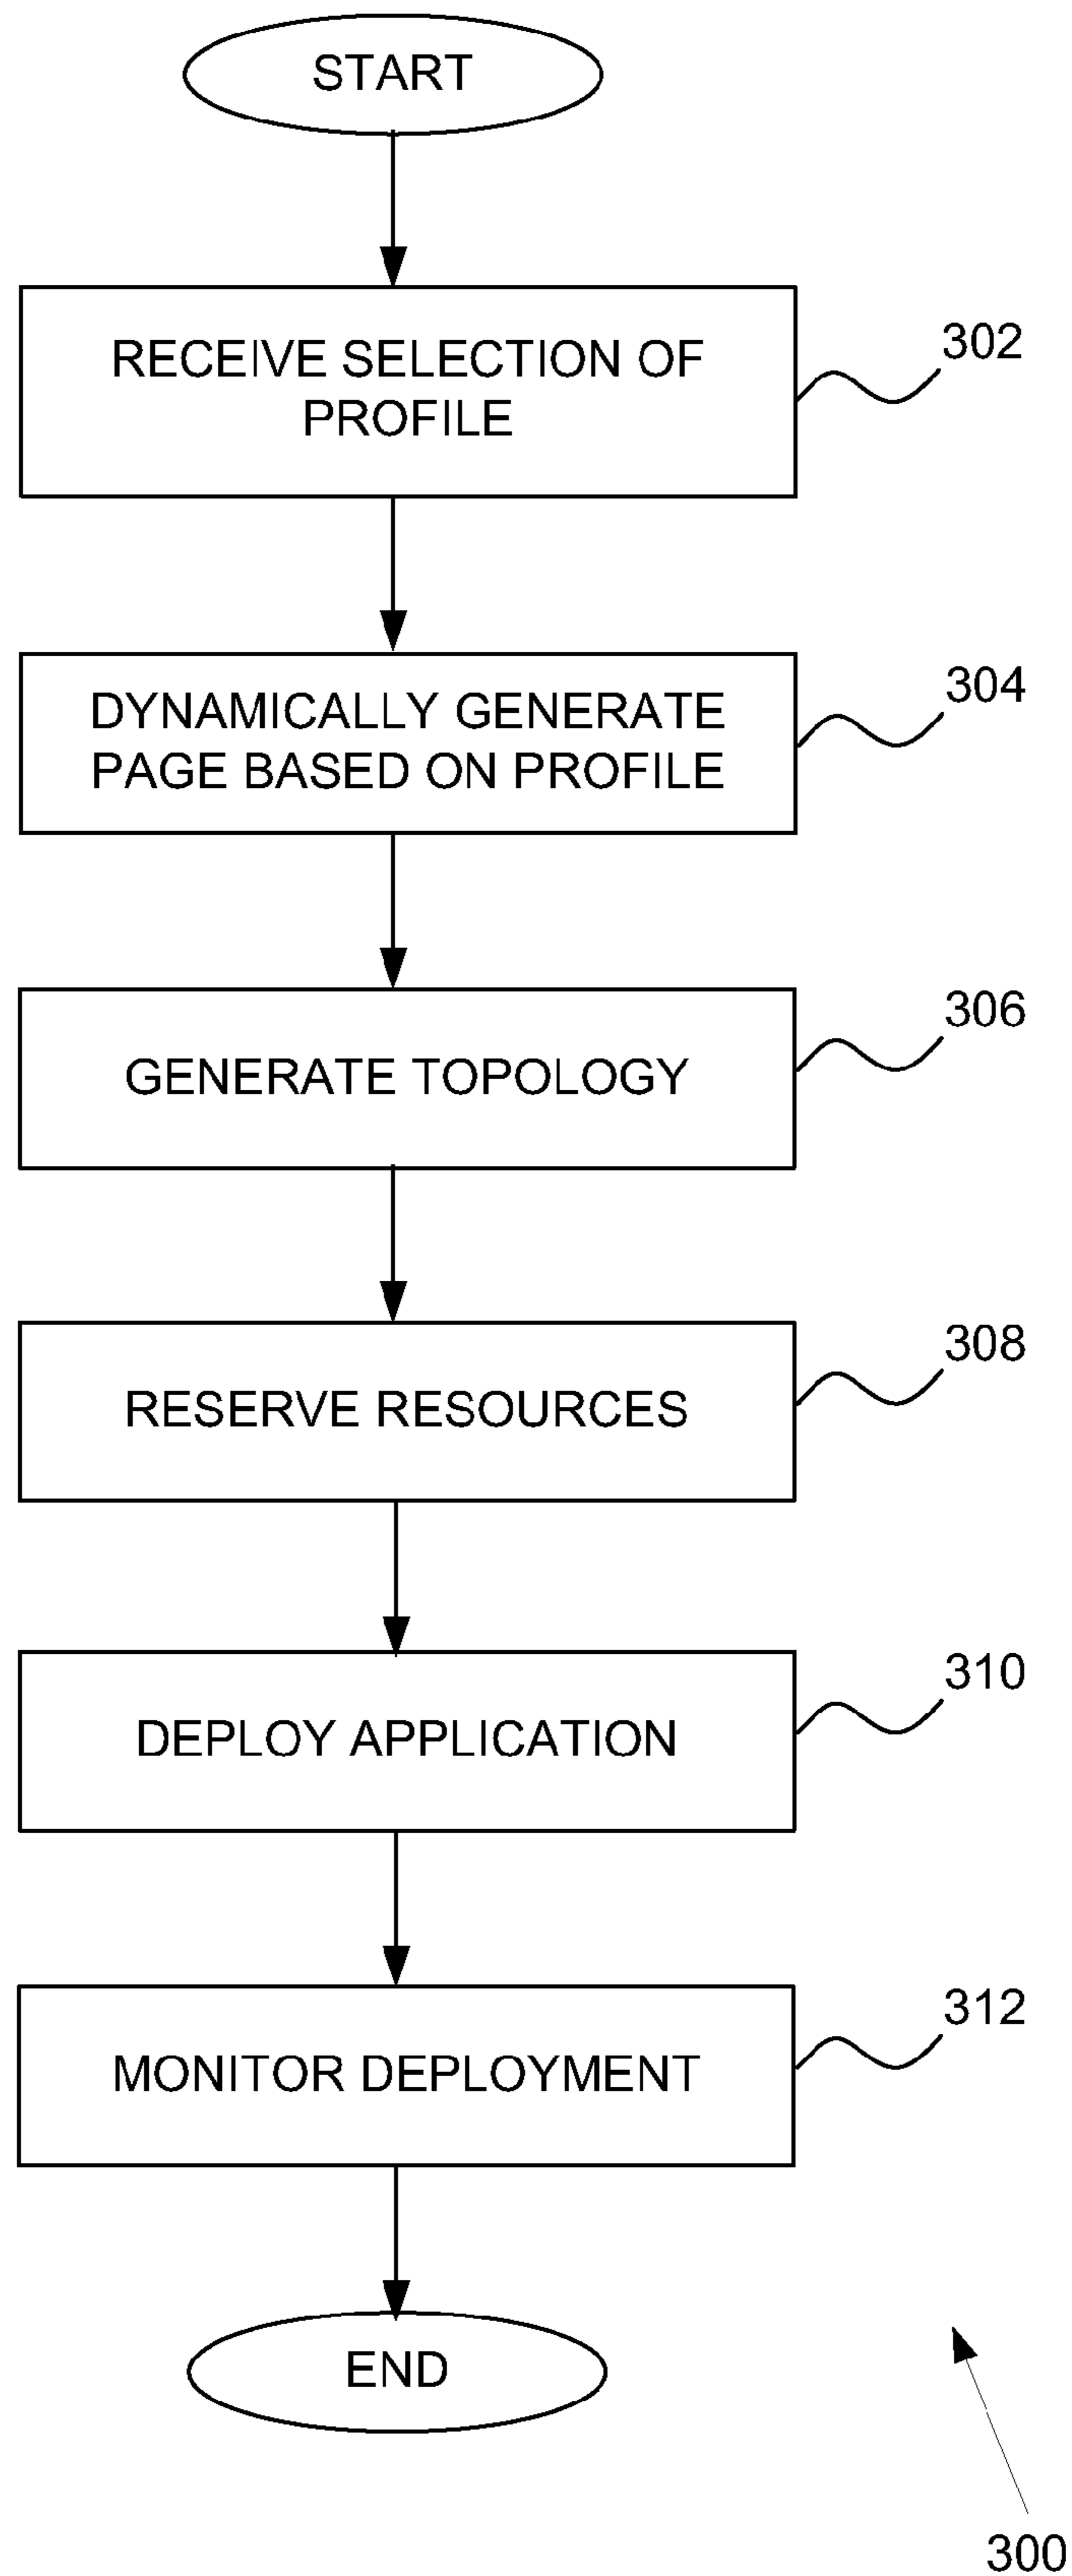 START
RECEIVE SELECTION OF
PROFILE
302
DYNAMICALLY GENERATE
PAGE BASED ON PROFILE
304
GENERATE TOPOLOGY
306
RESERVE RESOURCES
308
DEPLOY APPLICATION
310
MONITOR DEPLOYMENT
312
END
300